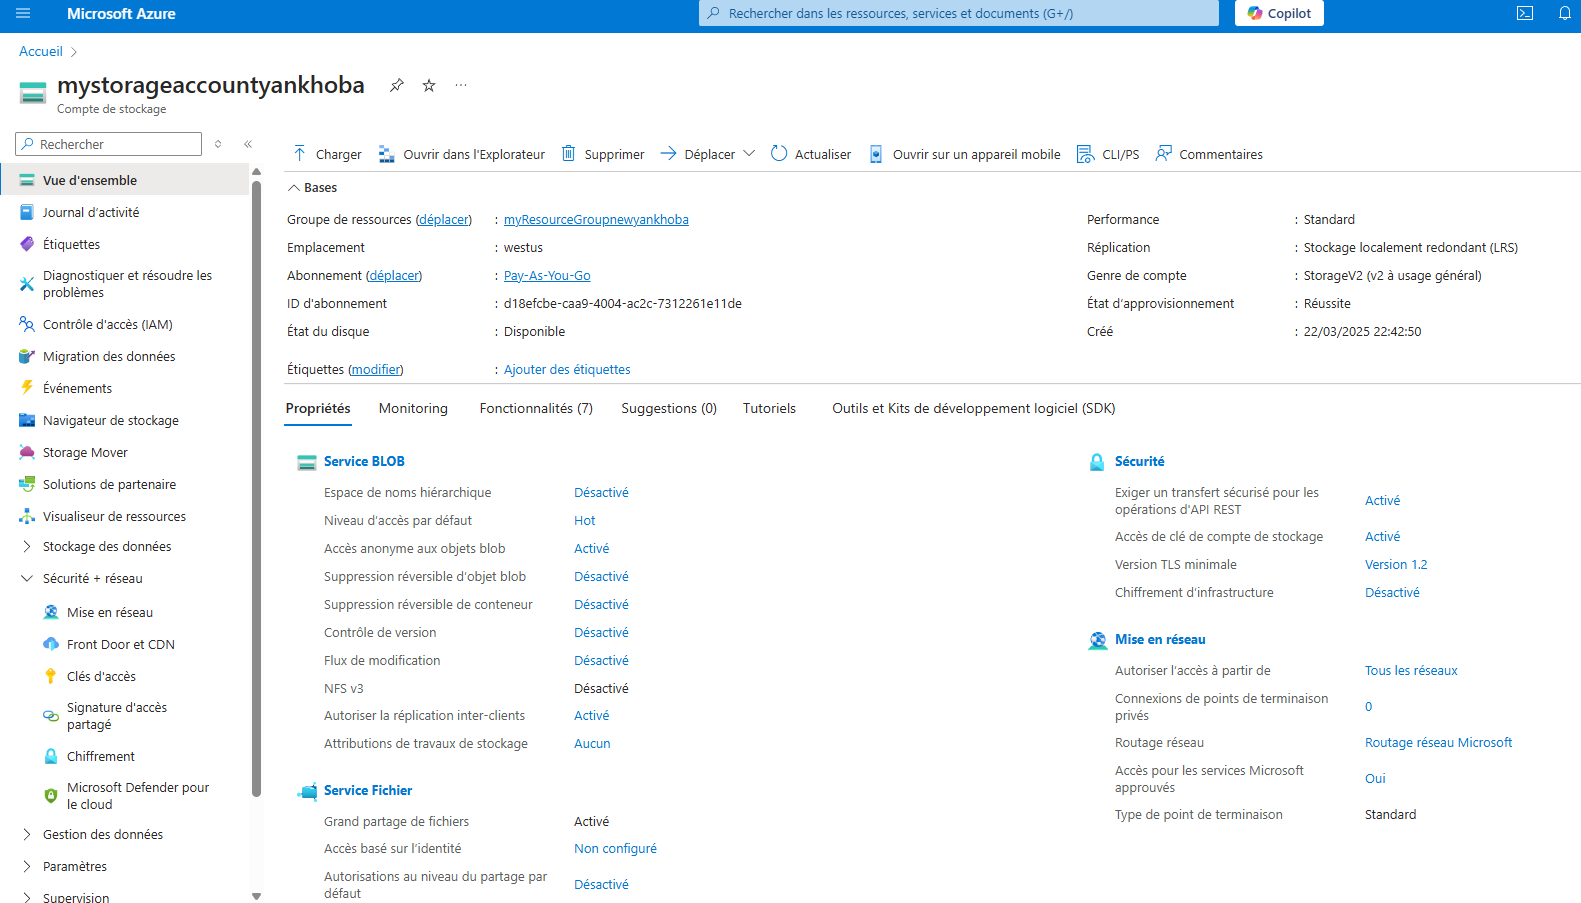 Microsoft Azure
Rechercher dans les ressources, services et documents (G+/)
Copilot
Accueil
mystorageaccountyankhoba
Compte de stockage
Rechercher
Vue d'ensemble
Journal d'activité
Étiquettes
Diagnostiquer et résoudre les
problèmes
Contrôle d'accès (IAM)
Migration des données
Événements
Navigateur de stockage
Storage Mover
Solutions de partenaire
Visualiseur de ressources
Stockage des données
Sécurité + réseau
Mise en réseau
Front Door et CDN
Clés d'accès
Signature d'accès
partagé
Chiffrement
Microsoft Defender pour
le cloud
Gestion des données
Paramètres
Supervision
Charger
Ouvrir dans l'Explorateur
Supprimer
Déplacer
Actualiser
Ouvrir sur un appareil mobile
CLI/PS
Commentaires
Bases
Groupe de ressources (déplacer) : myResourceGroupnewyankhoba
Emplacement : westus
Abonnement (déplacer) : Pay-As-You-Go
ID d'abonnement : d18efcbe-caa9-4004-ac2c-7312261e11de
État du disque : Disponible
Étiquettes (modifier) : Ajouter des étiquettes
Performance : Standard
Réplication : Stockage localement redondant (LRS)
Genre de compte : StorageV2 (v2 à usage général)
État d'approvisionnement : Réussite
Créé : 22/03/2025 22:42:50
Propriétés
Monitoring
Fonctionnalités (7)
Suggestions (0)
Tutoriels
Outils et Kits de développement logiciel (SDK)
Service BLOB
Espace de noms hiérarchique Désactivé
Niveau d'accès par défaut Hot
Accès anonyme aux objets blob Activé
Suppression réversible d'objet blob Désactivé
Suppression réversible de conteneur Désactivé
Contrôle de version Désactivé
Flux de modification Désactivé
NFS v3 Désactivé
Autoriser la réplication inter-clients Activé
Attributions de travaux de stockage Aucun
Service Fichier
Grand partage de fichiers Activé
Accès basé sur l'identité Non configuré
Autorisations au niveau du partage par
défaut
Désactivé
Sécurité
Exiger un transfert sécurisé pour les
opérations d'API REST
Activé
Accès de clé de compte de stockage Activé
Version TLS minimale Version 1.2
Chiffrement d'infrastructure Désactivé
Mise en réseau
Autoriser l'accès à partir de Tous les réseaux
Connexions de points de terminaison
privés
0
Routage réseau Routage réseau Microsoft
Accès pour les services Microsoft
approuvés
Oui
Type de point de terminaison Standard